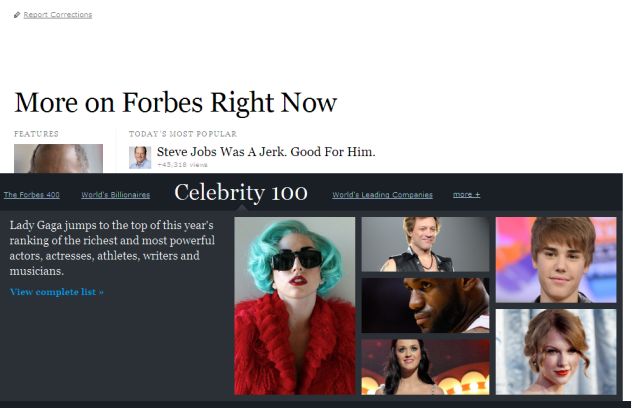 Report Corrections
More on Forbes Right Now
FEATURES
TODAY'S MOST POPULAR
Steve Jobs Was A Jerk. Good For Him.
+45,318 views
The Forbes 400
World's Billionaires
Celebrity 100
World's Leading Companies
more +
Lady Gaga jumps to the top of this year's
ranking of the richest and most powerful
actors, actresses, athletes, writers and
musicians.
View complete list »